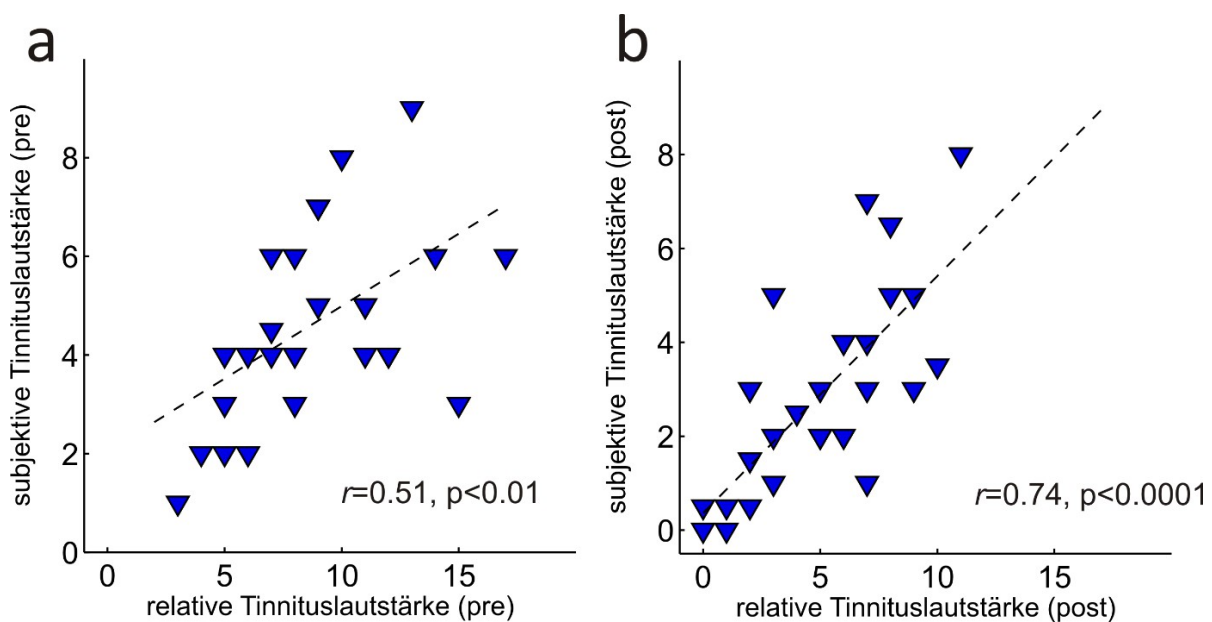 a
subjektive Tinnituslautstärke (pre)
8
6
4
2
0
r=0.51, p<0.01
0 5 10 15
relative Tinnituslautstärke (pre)
b
subjektive Tinnituslautstärke (post)
8
6
4
2
0
r=0.74, p<0.0001
0 5 10 15
relative Tinnituslautstärke (post)